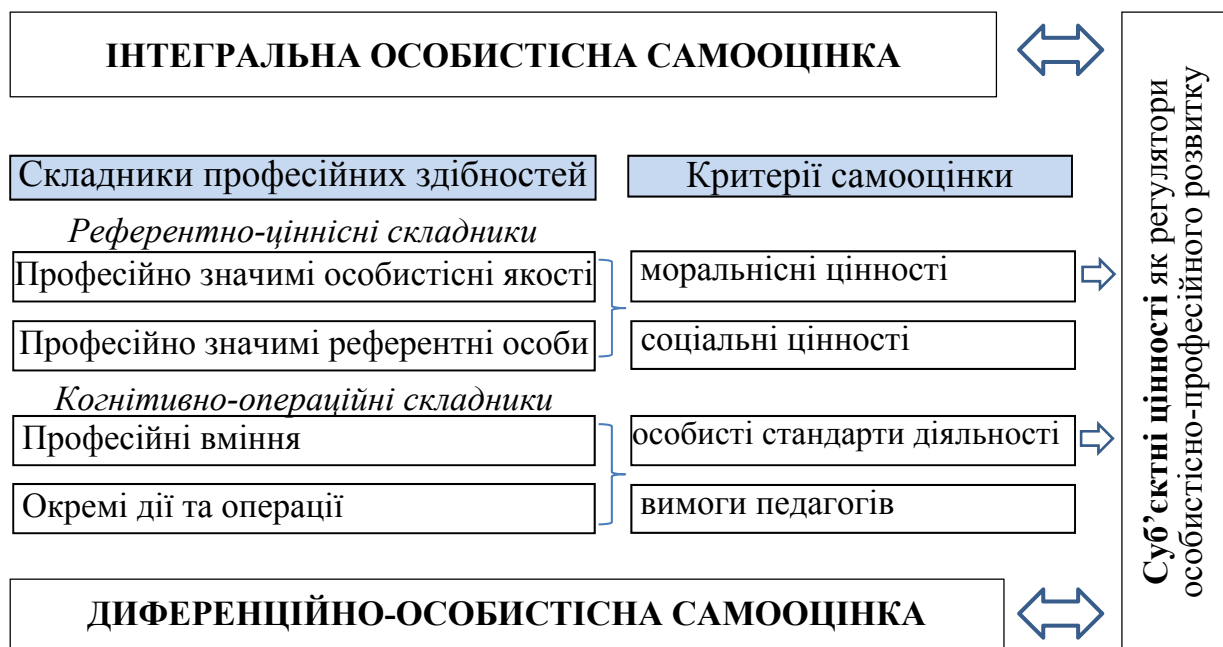 ІНТЕГРАЛЬНА ОСОБИСТІСНА САМООЦІНКА
Складники професійних здібностей
Критерії самооцінки
Референтно-ціннісні складники
Професійно значимі особистісні якості
моральнісні цінності
Професійно значимі референтні особи
соціальні цінності
Когнітивно-операційні складники
Професійні вміння
особисті стандарти діяльності
Окремі дії та операції
вимоги педагогів
ДИФЕРЕНЦІЙНО-ОСОБИСТІСНА САМООЦІНКА
Суб’єктні цінності як регулятори
особистісно-професійного розвитку